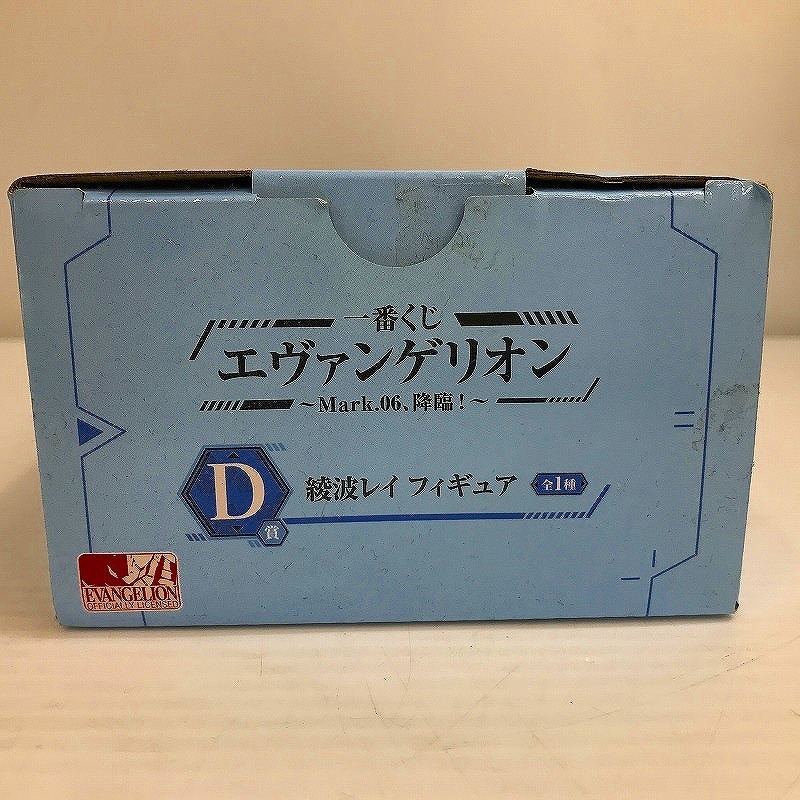 一番くじ
エヴァンゲリオン
～Mark.06、降臨！～
D
賞
綾波レイ フィギュア
全1種
EVANGELION
OFFICIALLY LICENSED